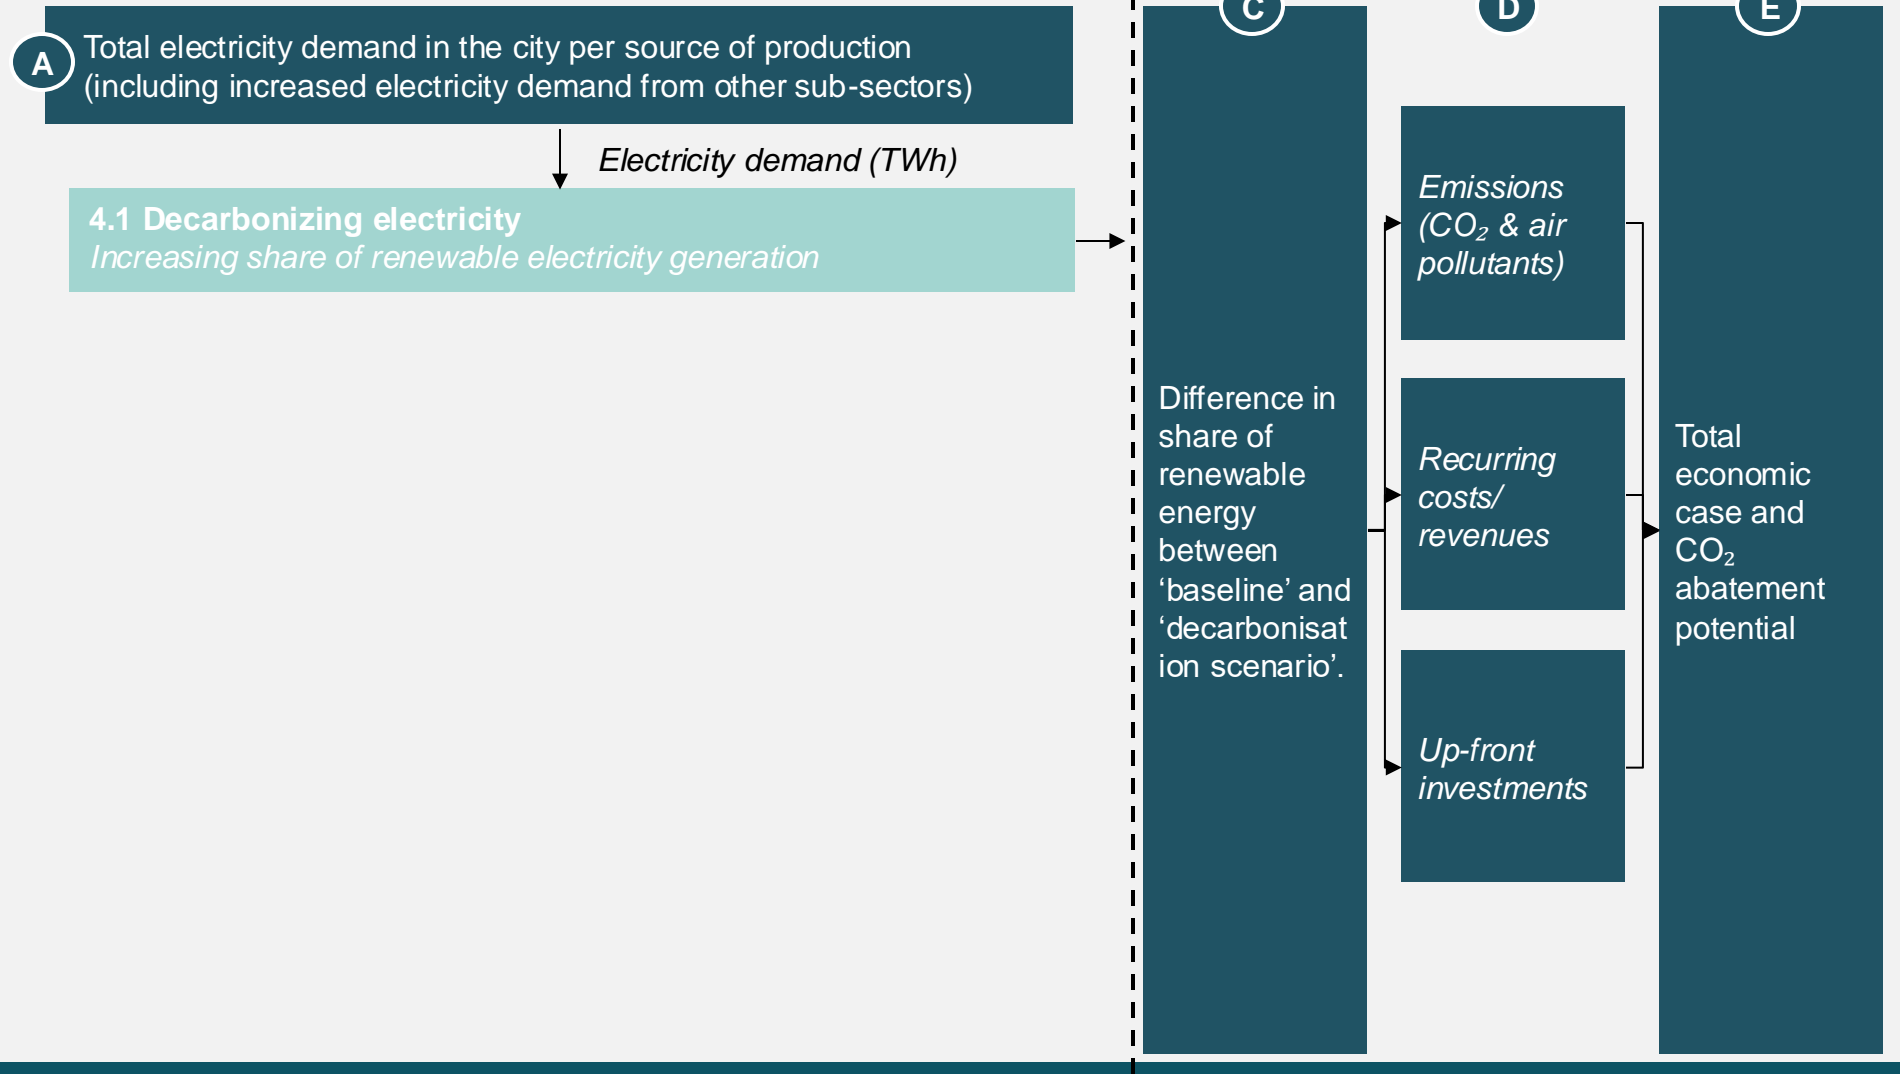 A
Total electricity demand in the city per source of production
(including increased electricity demand from other sub-sectors)
Electricity demand (TWh)
4.1 Decarbonizing electricity
Increasing share of renewable electricity generation
C
Difference in
share of
renewable
energy
between
‘baseline’ and
‘decarbonisat
ion scenario’.
D
Emissions
(CO₂ & air
pollutants)
Recurring
costs/
revenues
Up-front
investments
E
Total
economic
case and
CO₂
abatement
potential